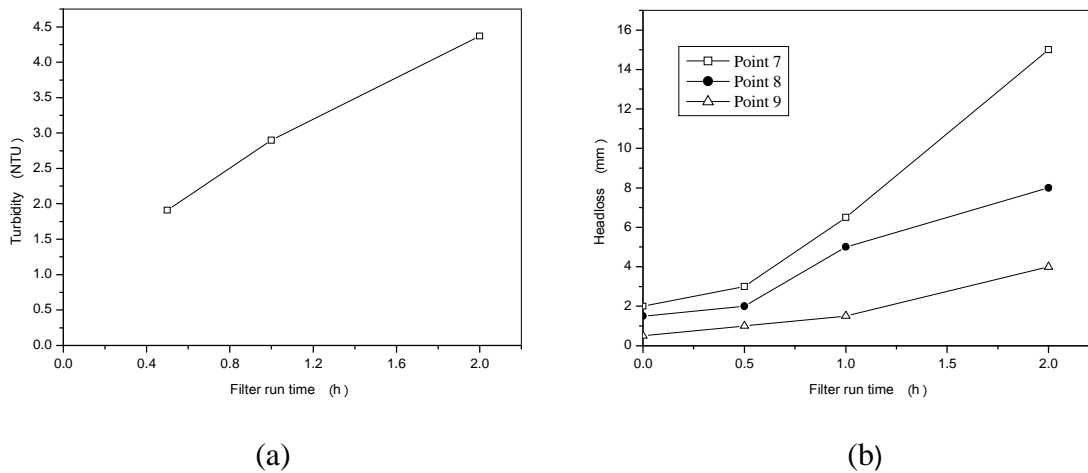 4.5
4.0
3.5
3.0
2.5
2.0
1.5
1.0
0.5
0.0
Turbidity (NTU)
0.0 0.4 0.8 1.2 1.6 2.0
Filter run time (h)
(a)
16
14
12
10
8
6
4
2
0
Headloss (mm)
Point 7
Point 8
Point 9
0.0 0.5 1.0 1.5 2.0
Filter run time (h)
(b)